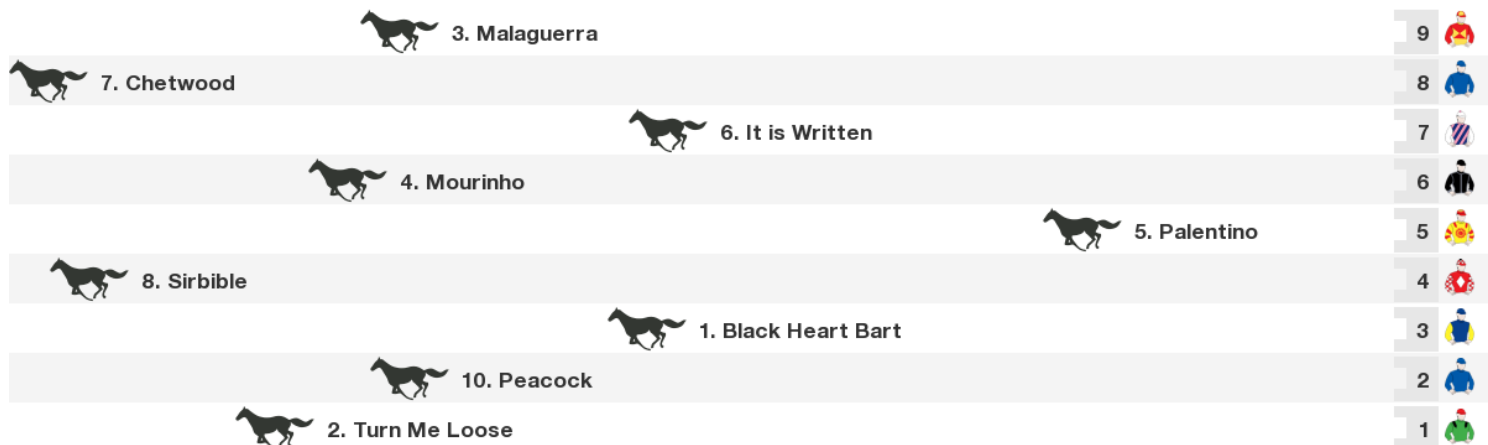 3. Malaguerra 9
7. Chetwood 8
6. It is Written 7
4. Mourinho 6
5. Palentino 5
8. Sirbible 4
1. Black Heart Bart 3
10. Peacock 2
2. Turn Me Loose 1